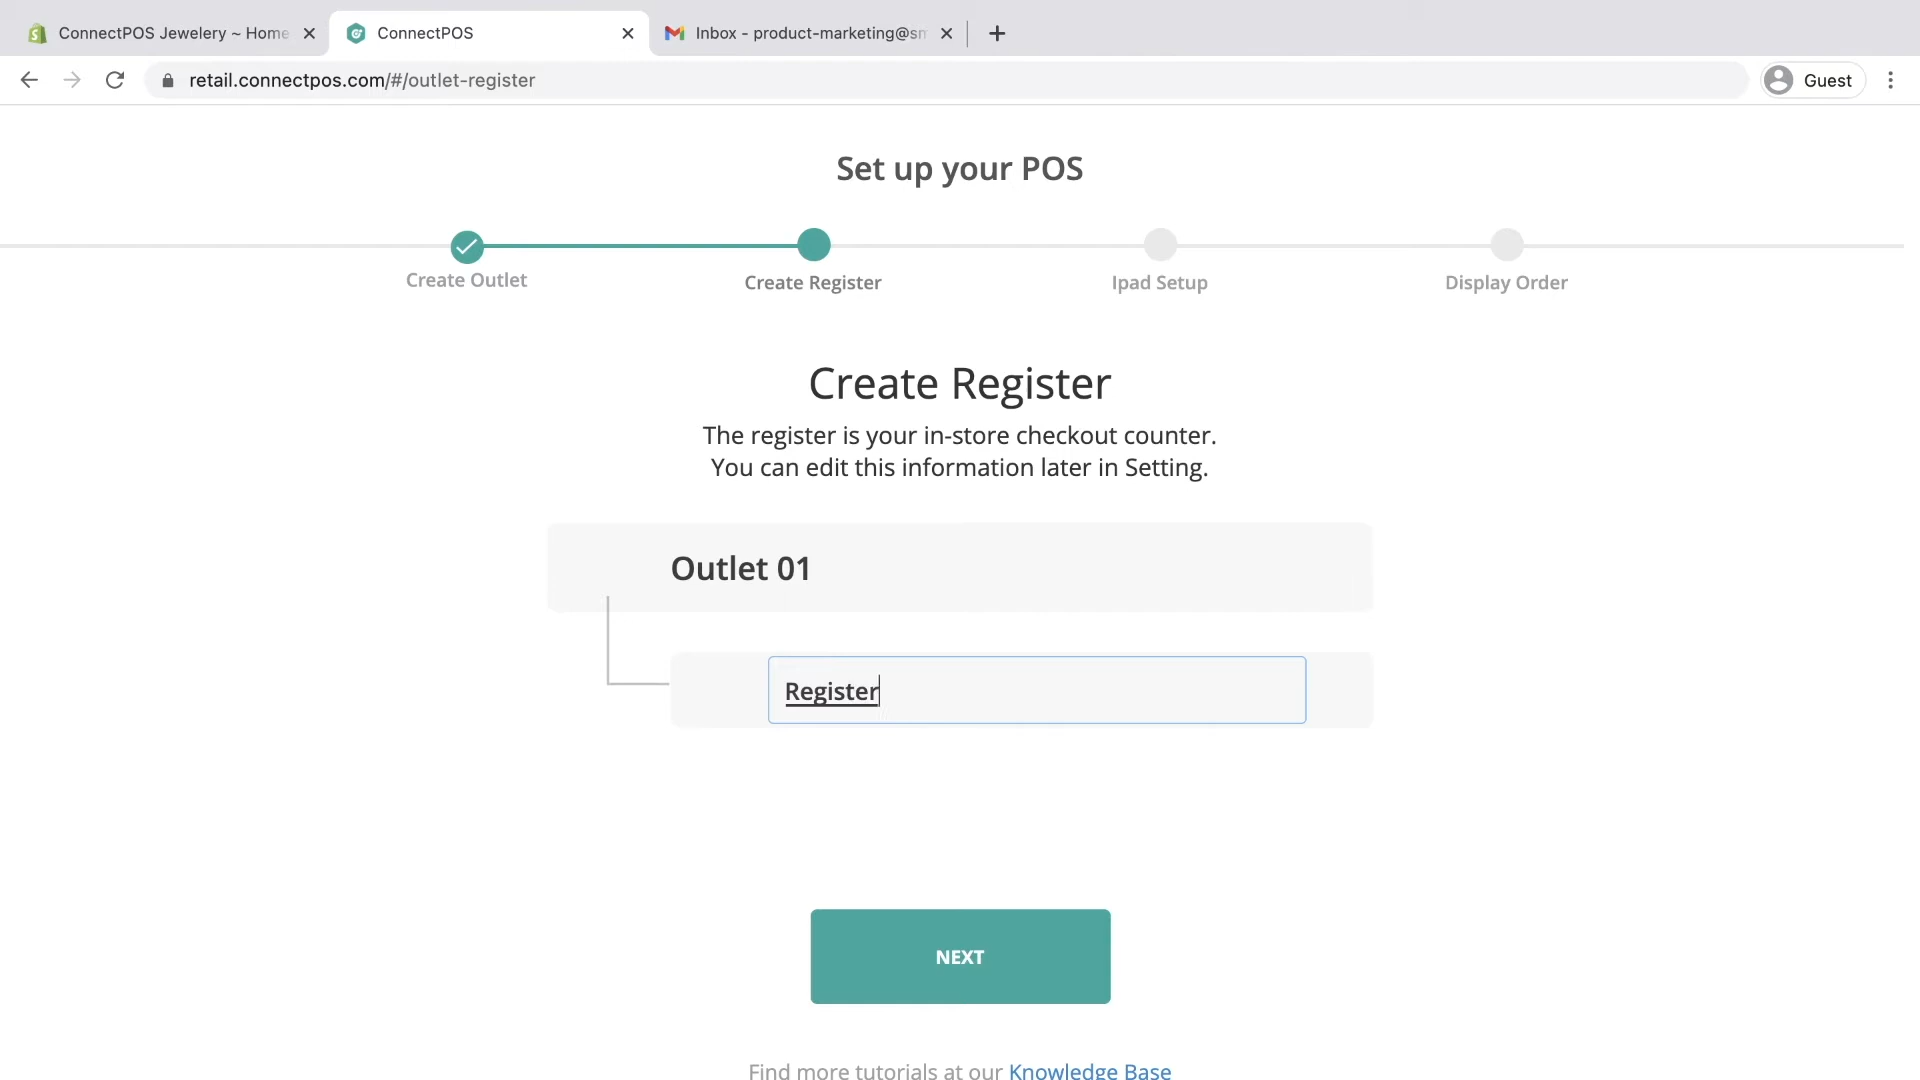 ConnectPOS Jewelery ~ Home
ConnectPOS
Inbox - product-marketing@sm
retail.connectpos.com/#/outlet-register
Guest
Set up your POS
Create Outlet
Create Register
Ipad Setup
Display Order
Create Register
The register is your in-store checkout counter.
You can edit this information later in Setting.
Outlet 01
Register
NEXT
Find more tutorials at our Knowledge Base